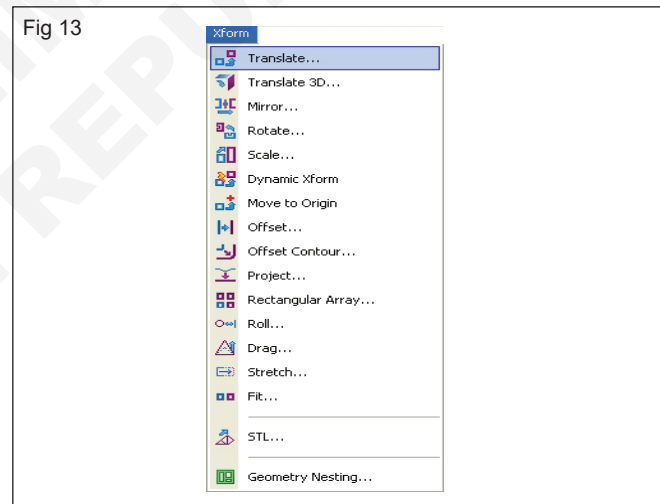 Fig 13
Xform
Translate...
Translate 3D...
Mirror...
Rotate...
Scale...
Dynamic Xform
Move to Origin
Offset...
Offset Contour...
Project...
Rectangular Array...
Roll...
Drag...
Stretch...
Fit...
STL...
Geometry Nesting...